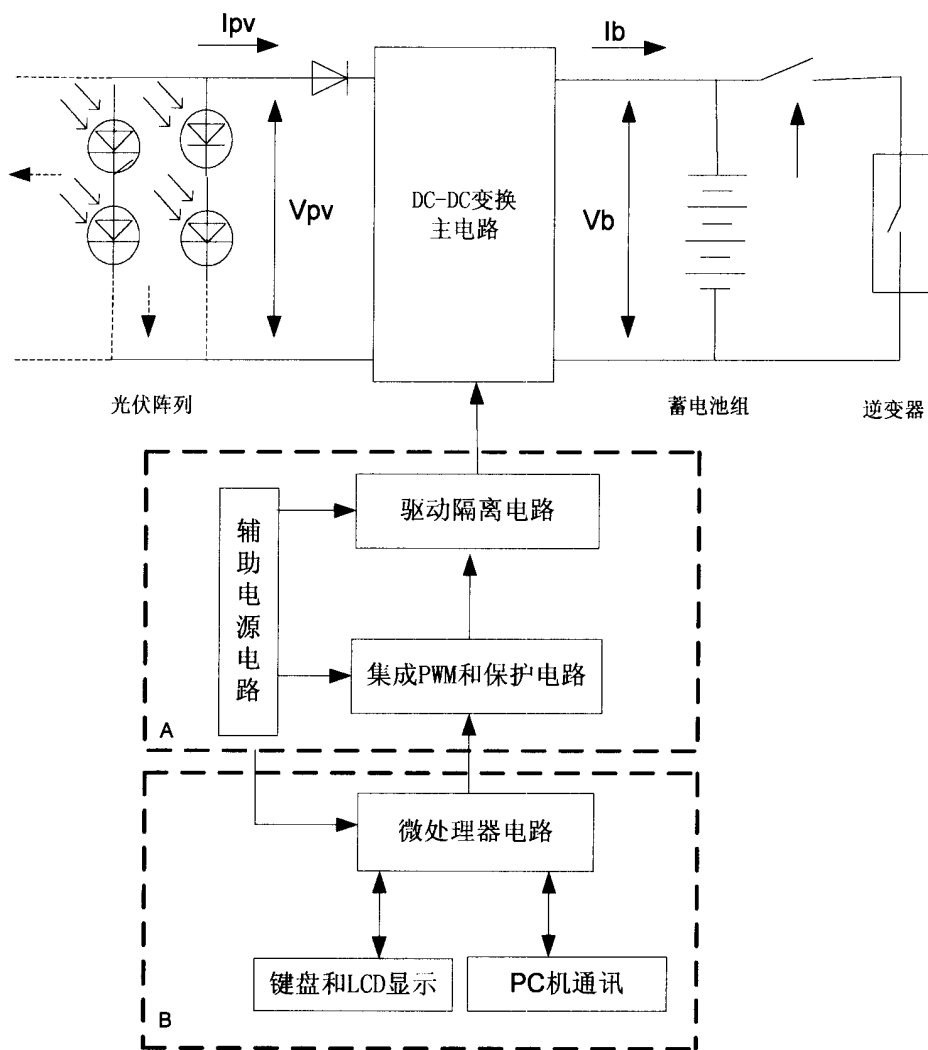 Ipv
Ib
Vpv
DC-DC变换
主电路
Vb
光伏阵列
蓄电池组
逆变器
辅助电源电路
驱动隔离电路
集成PWM和保护电路
A
微处理器电路
键盘和LCD显示
PC机通讯
B